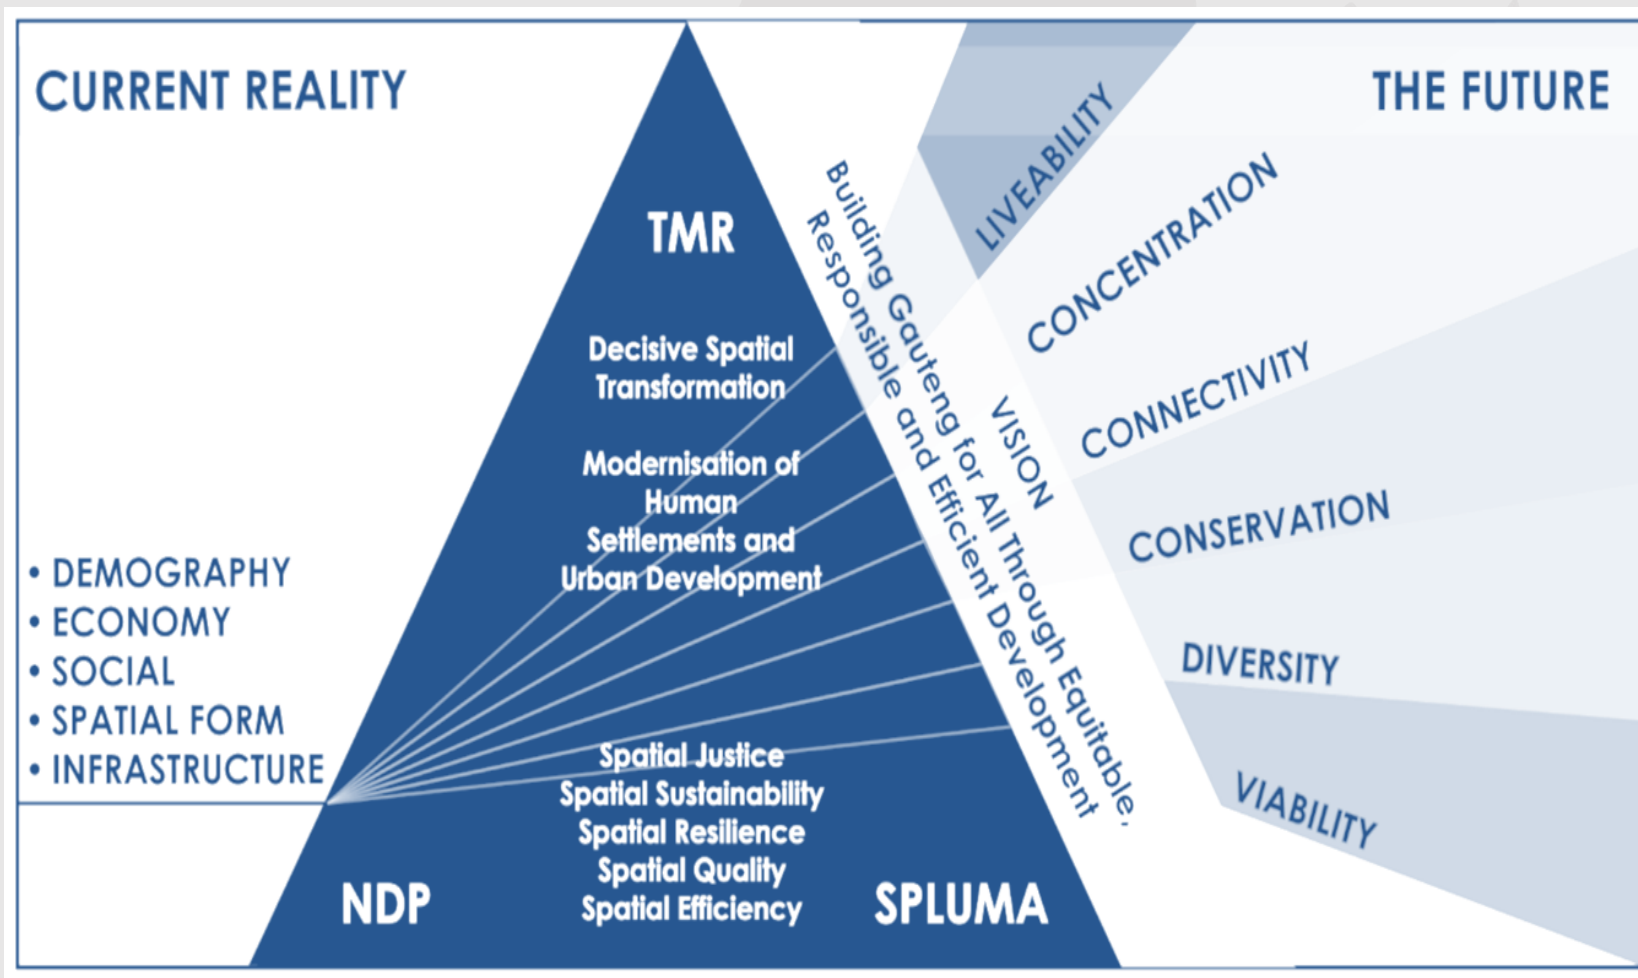 CURRENT REALITY
• DEMOGRAPHY
• ECONOMY
• SOCIAL
• SPATIAL FORM
• INFRASTRUCTURE
TMR
Decisive Spatial
Transformation
Modernisation of
Human
Settlements and
Urban Development
Spatial Justice
Spatial Sustainability
Spatial Resilience
Spatial Quality
Spatial Efficiency
NDP
SPLUMA
Building Gauteng for All Through Equitable,
Responsible and Efficient Development
VISION
THE FUTURE
LIVEABILITY
CONCENTRATION
CONNECTIVITY
CONSERVATION
DIVERSITY
VIABILITY